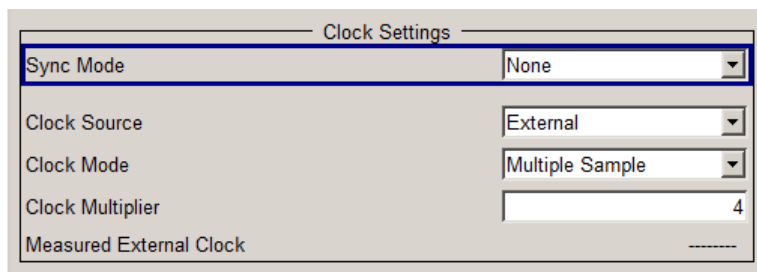 Clock Settings
Sync Mode None
Clock Source External
Clock Mode Multiple Sample
Clock Multiplier 4
Measured External Clock --------